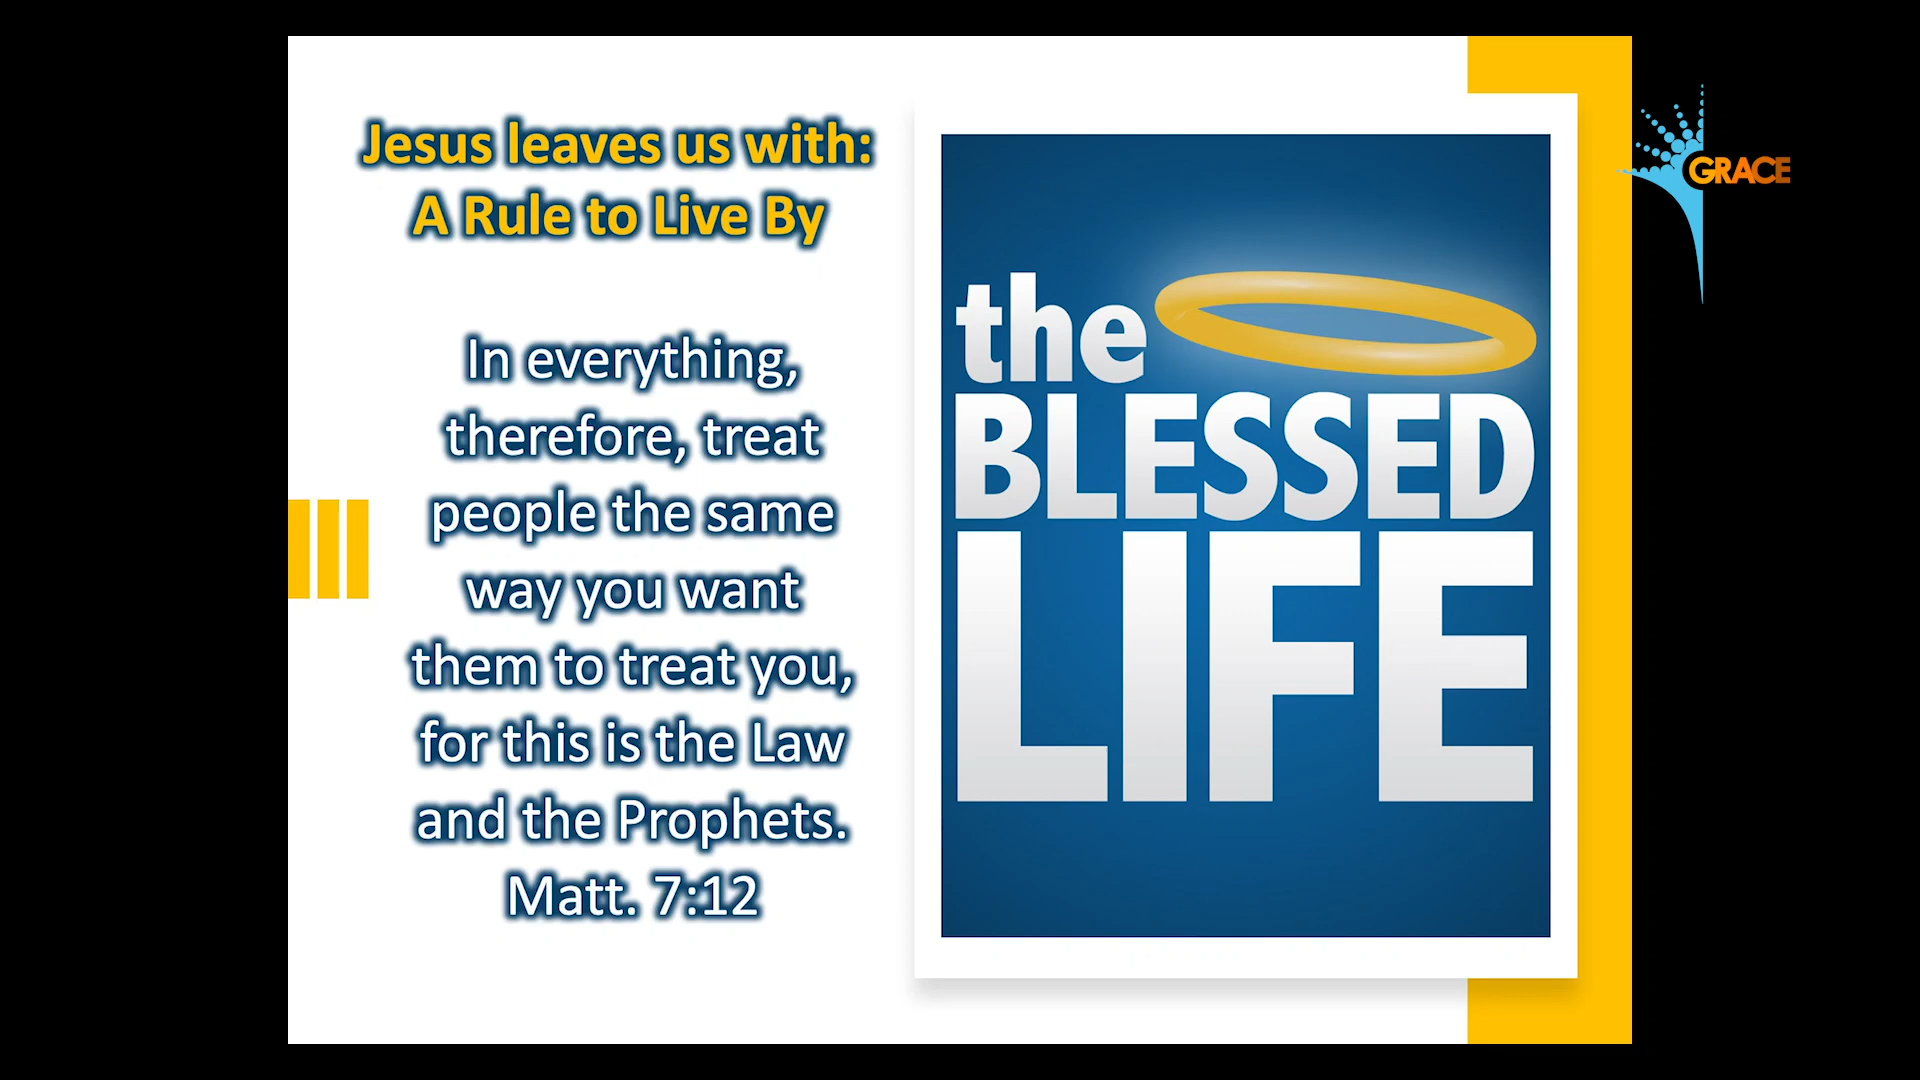 Jesus leaves us with:
A Rule to Live By
In everything,
therefore, treat
people the same
way you want
them to treat you,
for this is the Law
and the Prophets.
Matt. 7:12
the
BLESSED
LIFE
GRACE